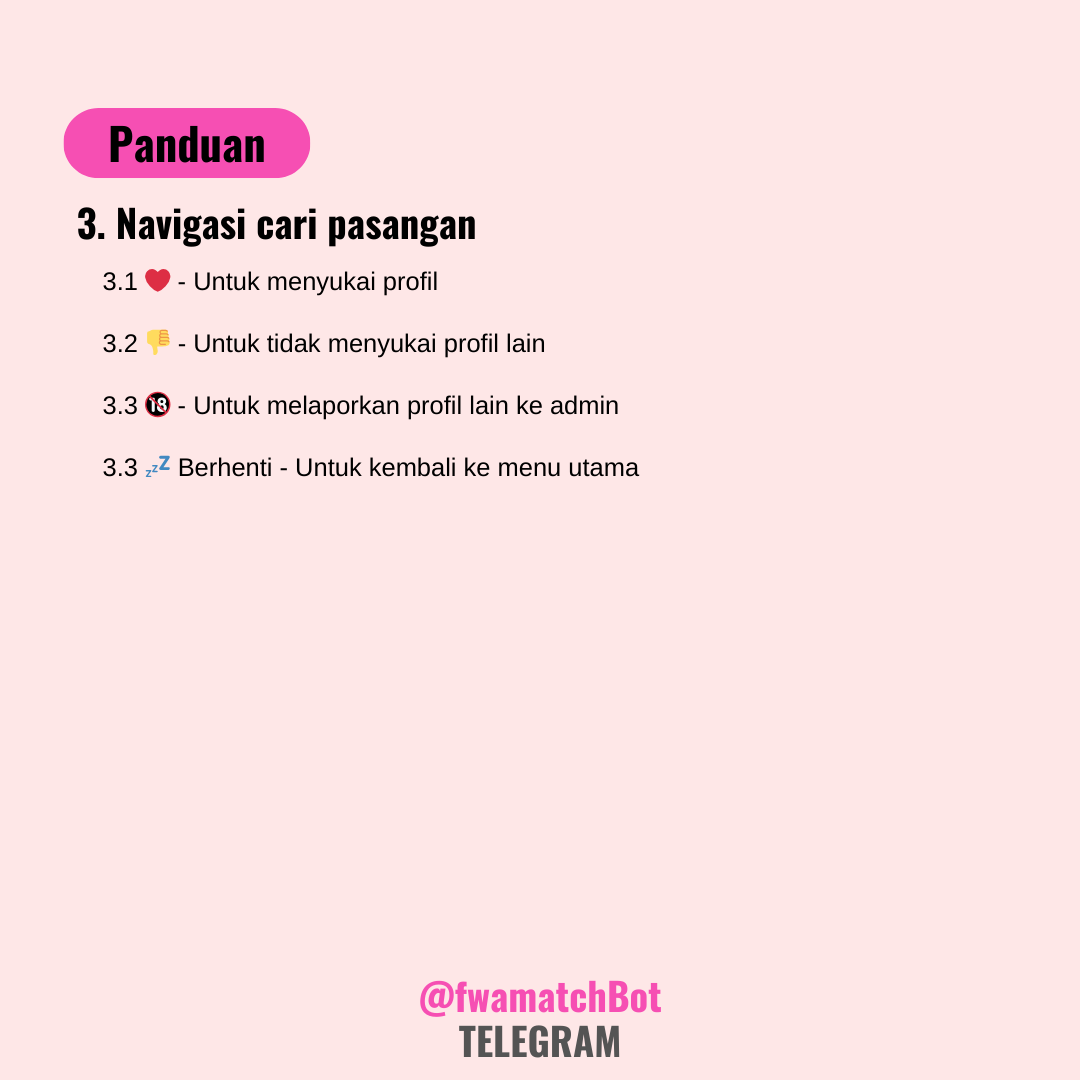 Panduan
3. Navigasi cari pasangan
3.1 ❤️ - Untuk menyukai profil
3.2 👎 - Untuk tidak menyukai profil lain
3.3 🔞 - Untuk melaporkan profil lain ke admin
3.3 💤 Berhenti - Untuk kembali ke menu utama
@fwamatchBot
TELEGRAM